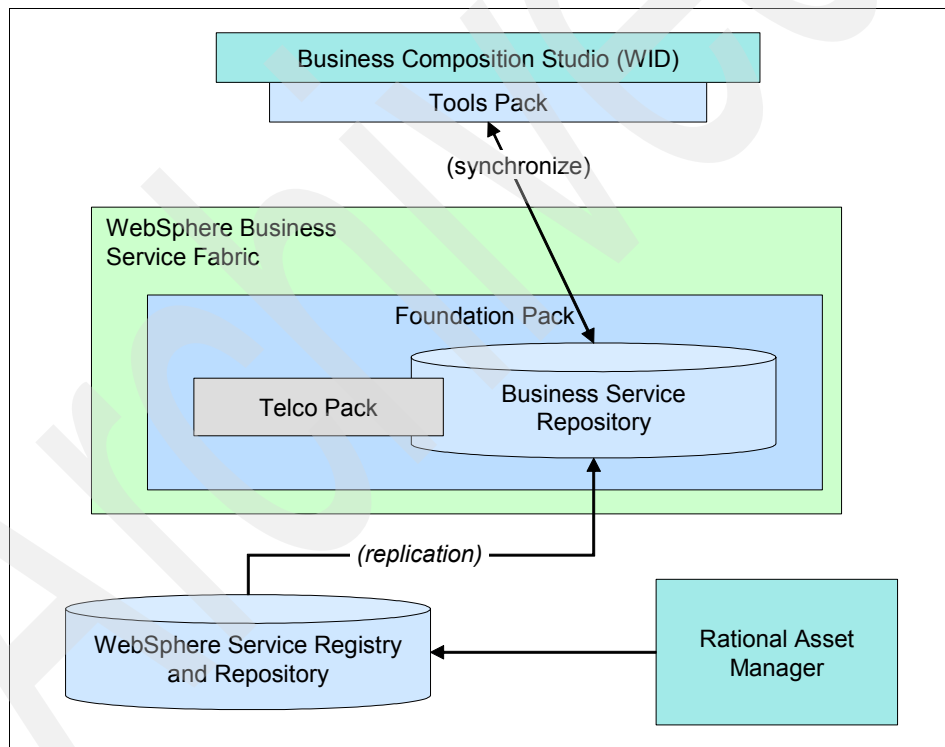 Business Composition Studio (WID)
Tools Pack
(synchronize)
WebSphere Business
Service Fabric
Foundation Pack
Telco Pack
Business Service
Repository
(replication)
WebSphere Service Registry
and Repository
Rational Asset
Manager